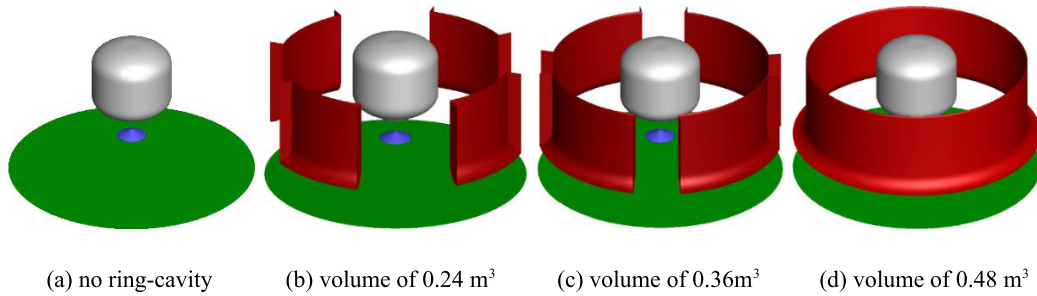 (a) no ring-cavity (b) volume of 0.24 m³ (c) volume of 0.36m³ (d) volume of 0.48 m³